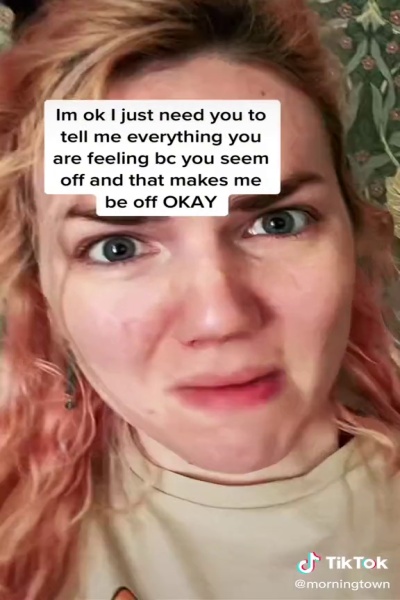 Im ok I just need you to
tell me everything you
are feeling bc you seem
off and that makes me
be off OKAY
TikTok
@morningtown